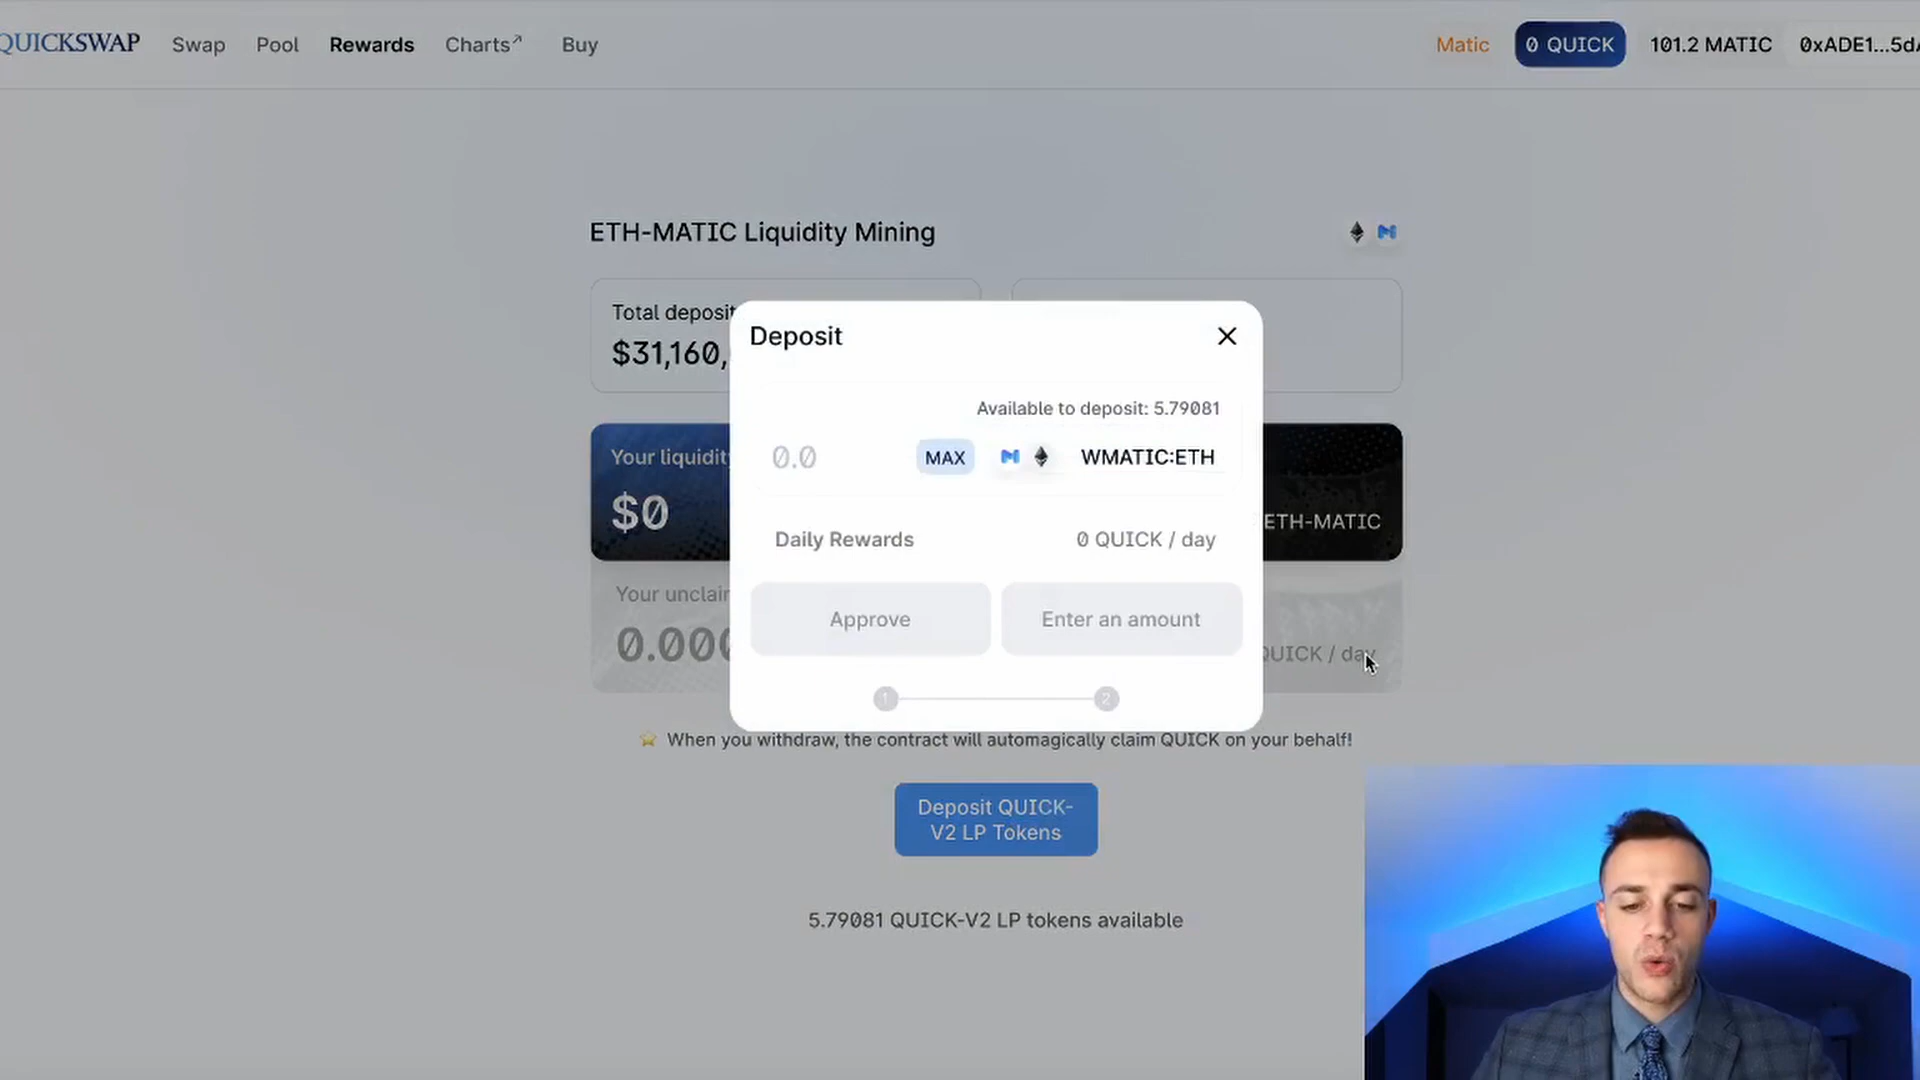 QUICKSWAP Swap Pool Rewards Charts↗ Buy Matic 0 QUICK 101.2 MATIC 0xADE1...5d
ETH-MATIC Liquidity Mining
Total deposit
$31,160,
Deposit
Available to deposit: 5.79081
0.0 MAX WMATIC:ETH
Your liquidity
$0
ETH-MATIC
Daily Rewards 0 QUICK / day
Your unclai
0.000
QUICK / day
Approve Enter an amount
1 2
When you withdraw, the contract will automagically claim QUICK on your behalf!
Deposit QUICK-
V2 LP Tokens
5.79081 QUICK-V2 LP tokens available